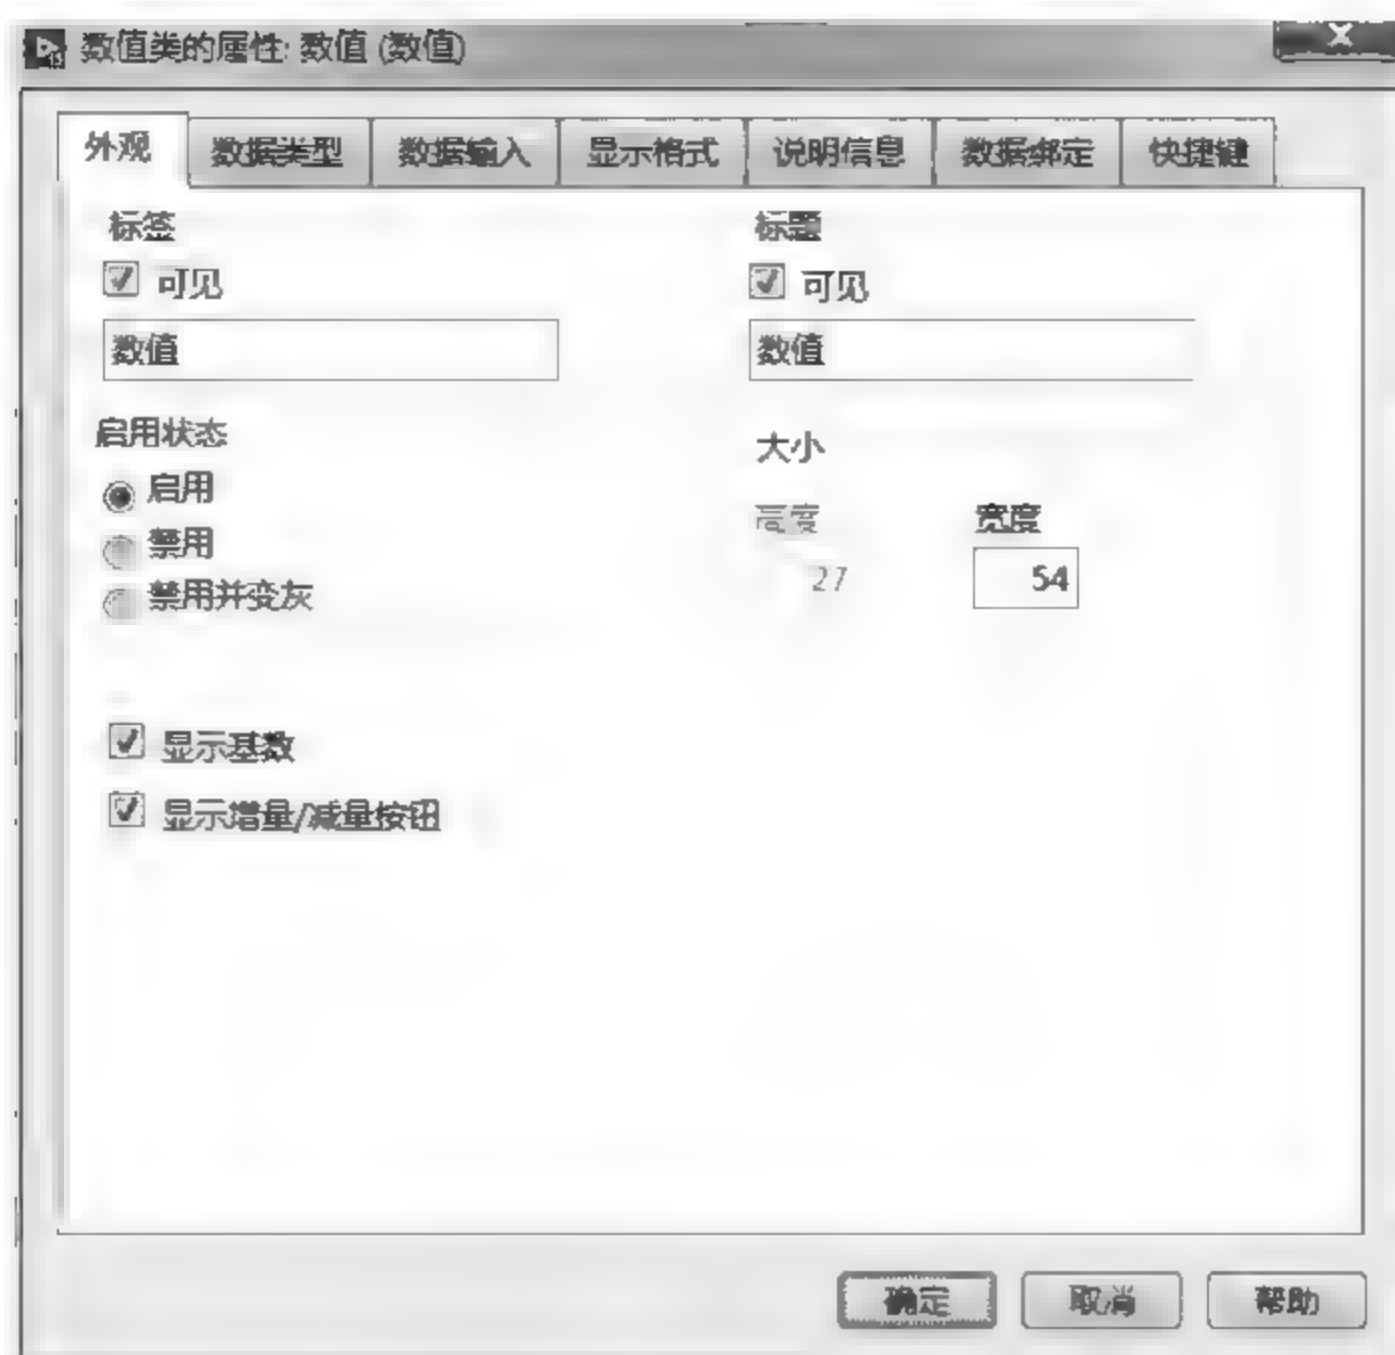 数值类的属性: 数值 (数值)
外观 数据类型 数据输入 显示格式 说明信息 数据绑定 快捷键
标签 标题
可见 可见
数值 数值
启用状态 大小
启用
高度 宽度
禁用
27 54
禁用并变灰
显示基数
显示增量/减量按钮
确定 取消 帮助